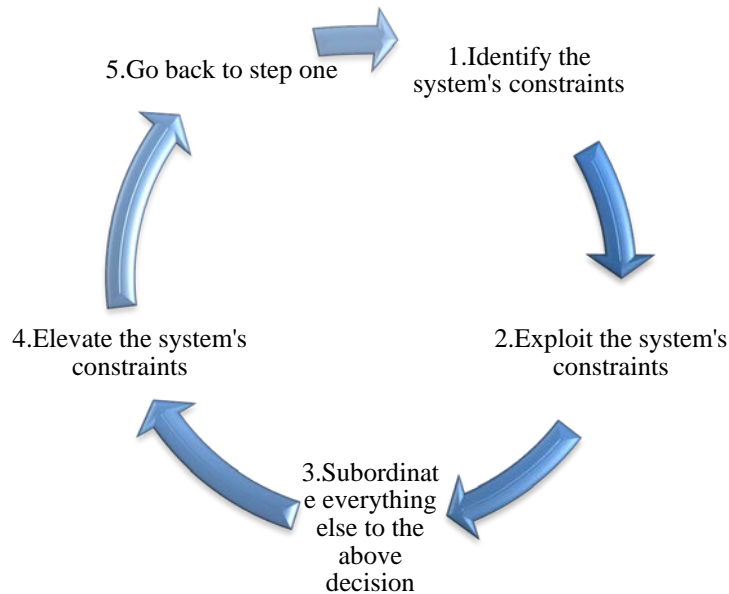 1.Identify the
system's constraints
2.Exploit the system's
constraints
3.Subordinat
e everything
else to the
above
decision
4.Elevate the system's
constraints
5.Go back to step one